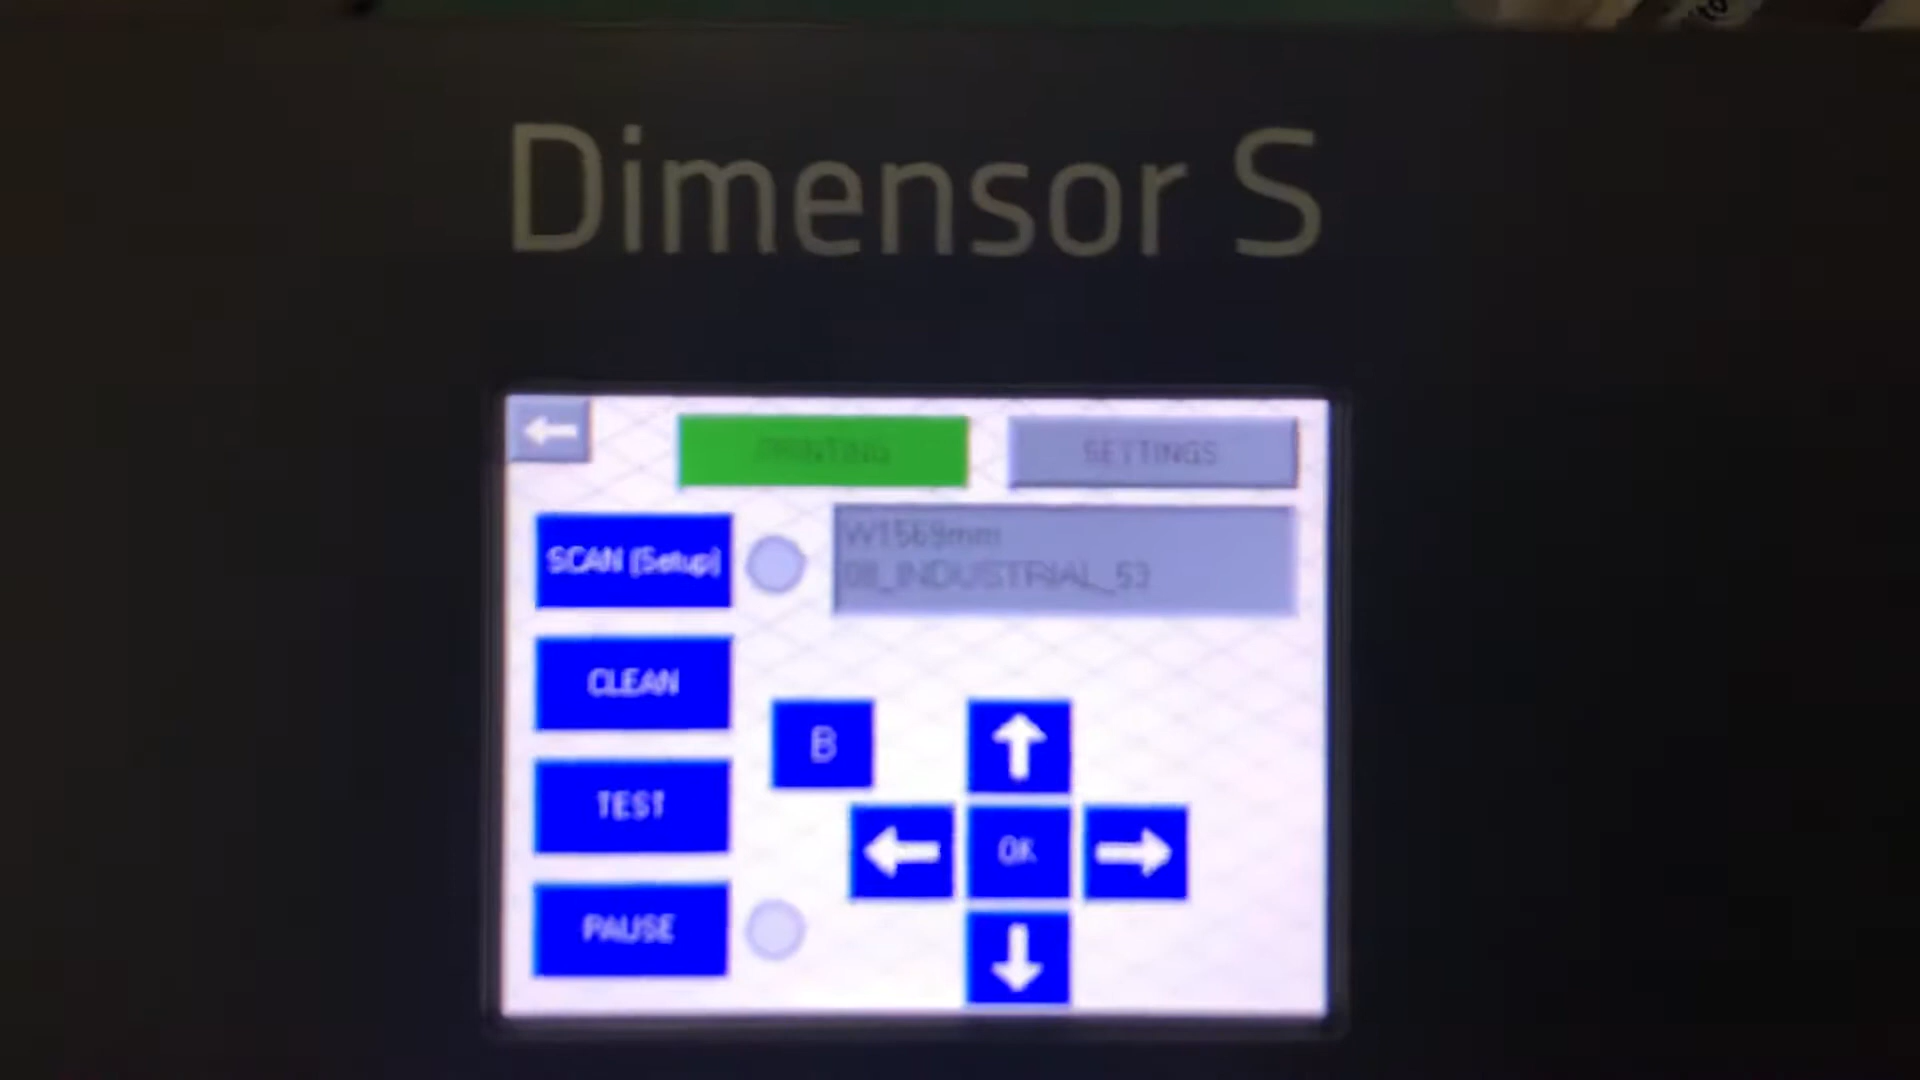 Dimensor S
PRINTING
SETTINGS
SCAN (Setup)
W1569mm
08_INDUSTRIAL_53
CLEAN
B
TEST
OK
PAUSE